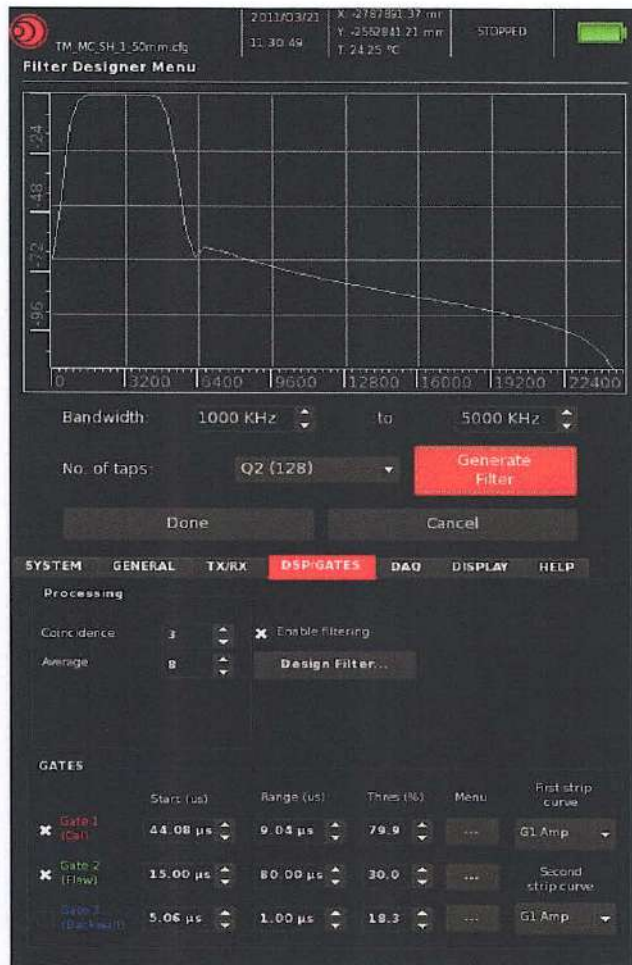 TM_MC_SH_1_50mm.cfg
2011/03/21
11:30:49
X: -2787891.37 mm
Y: -2562841.21 mm
T: 24.25 °C
STOPPED
Filter Designer Menu
-24
-48
-72
-96
0 3200 6400 9600 12800 16000 19200 22400
Bandwidth: 1000 KHz to 5000 KHz
No. of taps: Q2 (128) Generate Filter
Done Cancel
SYSTEM GENERAL TX/RX DSP/GATES DAQ DISPLAY HELP
Processing
Coincidence 3 Enable filtering
Average 8 Design Filter...
GATES
Start (us) Range (us) Thres (%) Menu First strip curve
Gate 1 (Cal) 44.08 µs 9.04 µs 79.9 --- G1 Amp
Gate 2 (Flaw) 15.00 µs 80.00 µs 30.0 --- Second strip curve
Gate 3 (Backwall) 5.06 µs 1.00 µs 18.3 --- G1 Amp